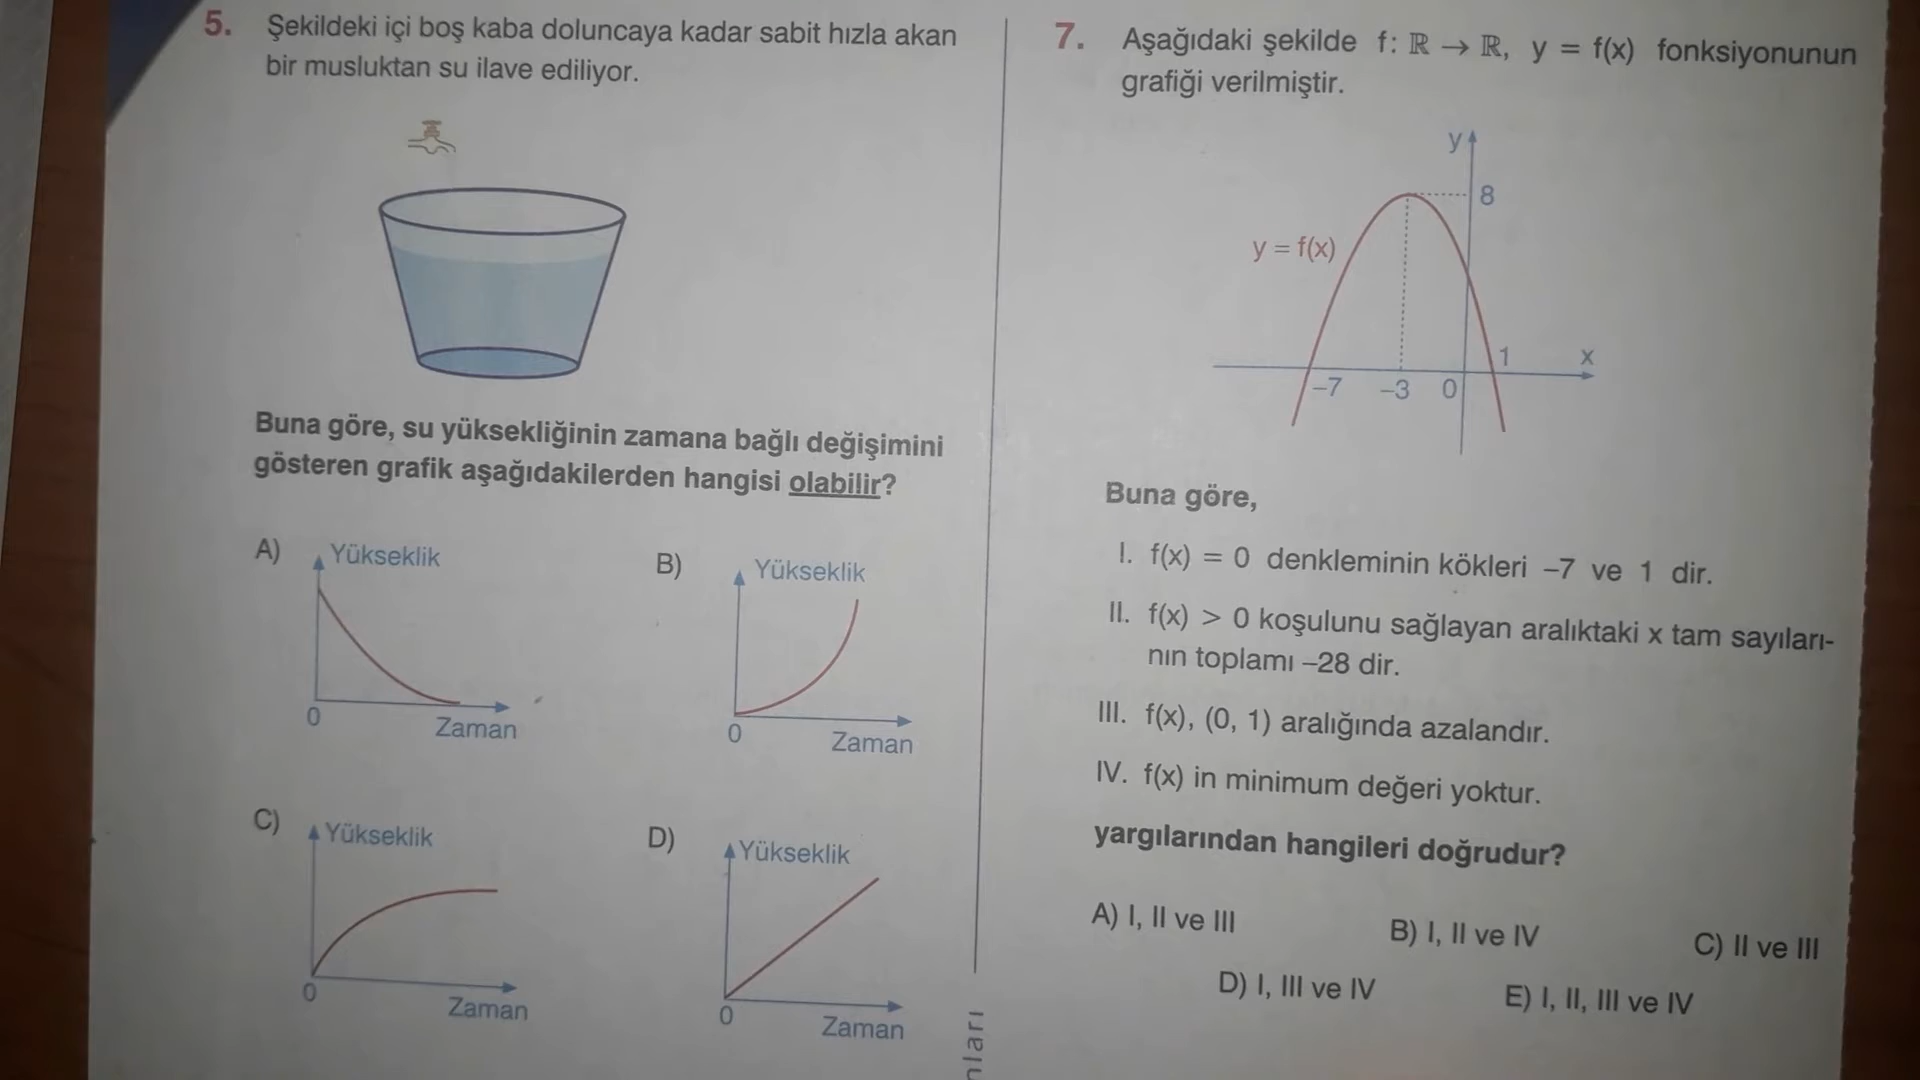 5. Şekildeki içi boş kaba doluncaya kadar sabit hızla akan
bir musluktan su ilave ediliyor.
Buna göre, su yüksekliğinin zamana bağlı değişimini
gösteren grafik aşağıdakilerden hangisi olabilir?
A) Yükseklik
0
Zaman
B) Yükseklik
0
Zaman
C) Yükseklik
0
Zaman
D) Yükseklik
0
Zaman
7. Aşağıdaki şekilde f: ℝ → ℝ, y = f(x) fonksiyonunun
grafiği verilmiştir.
y
8
y = f(x)
1
x
-7 -3 0
Buna göre,
I. f(x) = 0 denkleminin kökleri -7 ve 1 dir.
II. f(x) > 0 koşulunu sağlayan aralıktaki x tam sayıları-
nın toplamı -28 dir.
III. f(x), (0, 1) aralığında azalandır.
IV. f(x) in minimum değeri yoktur.
yargılarından hangileri doğrudur?
A) I, II ve III B) I, II ve IV C) II ve III
D) I, III ve IV E) I, II, III ve IV